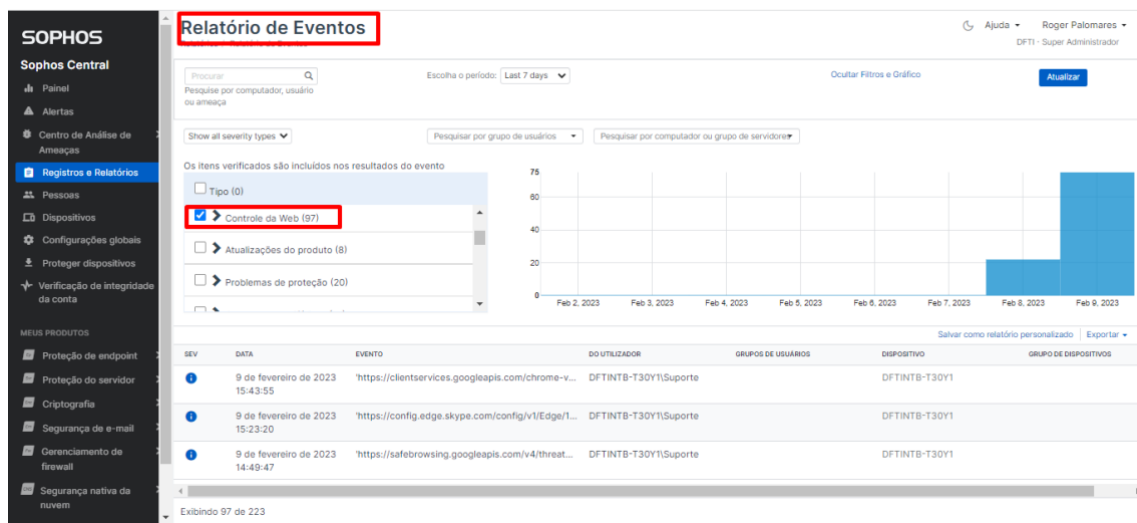 SOPHOS
Sophos Central
Painel
Alertas
Centro de Análise de
Ameaças
Registros e Relatórios
Pessoas
Dispositivos
Configurações globais
Proteger dispositivos
Verificação de integridade
da conta
MEUS PRODUTOS
Proteção de endpoint
Proteção do servidor
Criptografia
Segurança de e-mail
Gerenciamento de
firewall
Segurança nativa da
nuvem
Relatório de Eventos
Ajuda
Roger Palomares
DFTI - Super Administrador
Procurar
Pesquise por computador, usuário
ou ameaça
Escolha o período: Last 7 days
Ocultar Filtros e Gráfico
Atualizar
Show all severity types
Pesquisar por grupo de usuários
Pesquisar por computador ou grupo de servidores
Os itens verificados são incluídos nos resultados do evento
Tipo (0)
Controle da Web (97)
Atualizações do produto (8)
Problemas de proteção (20)
75
60
40
20
0
Feb 2, 2023 Feb 3, 2023 Feb 4, 2023 Feb 5, 2023 Feb 6, 2023 Feb 7, 2023 Feb 8, 2023 Feb 9, 2023
Salvar como relatório personalizado Exportar
SEV DATA EVENTO DO UTILIZADOR GRUPOS DE USUÁRIOS DISPOSITIVO GRUPO DE DISPOSITIVOS
9 de fevereiro de 2023 'https://clientservices.googleapis.com/chrome-v... DFTINTB-T30Y1\Suporte DFTINTB-T30Y1
15:43:55
9 de fevereiro de 2023 'https://config.edge.skype.com/config/v1/Edge/1... DFTINTB-T30Y1\Suporte DFTINTB-T30Y1
15:23:20
9 de fevereiro de 2023 'https://safebrowsing.googleapis.com/v4/threat... DFTINTB-T30Y1\Suporte DFTINTB-T30Y1
14:49:47
Exibindo 97 de 223